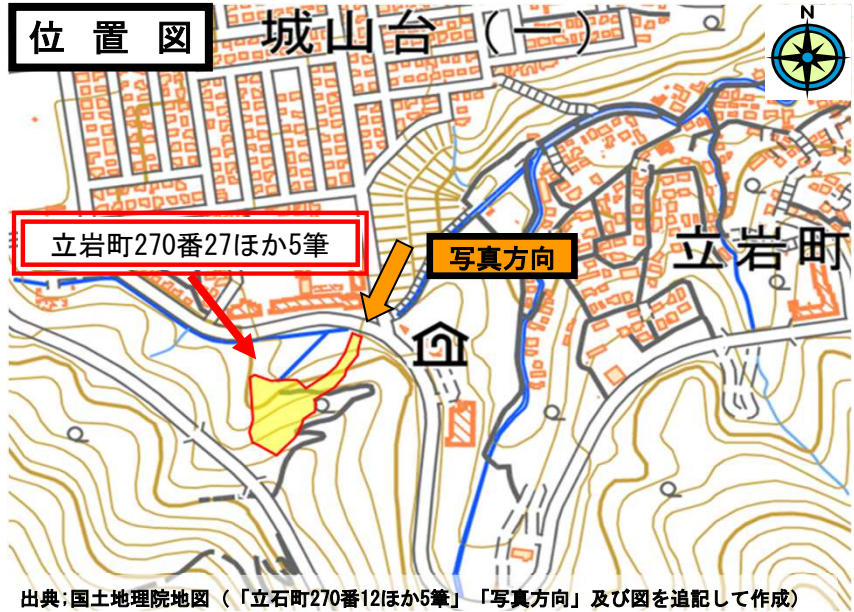 位置図
城山台(一)
N
立岩町270番27ほか5筆
写真方向
立岩町
出典;国土地理院地図(「立石町270番12ほか5筆」「写真方向」及び図を追記して作成)